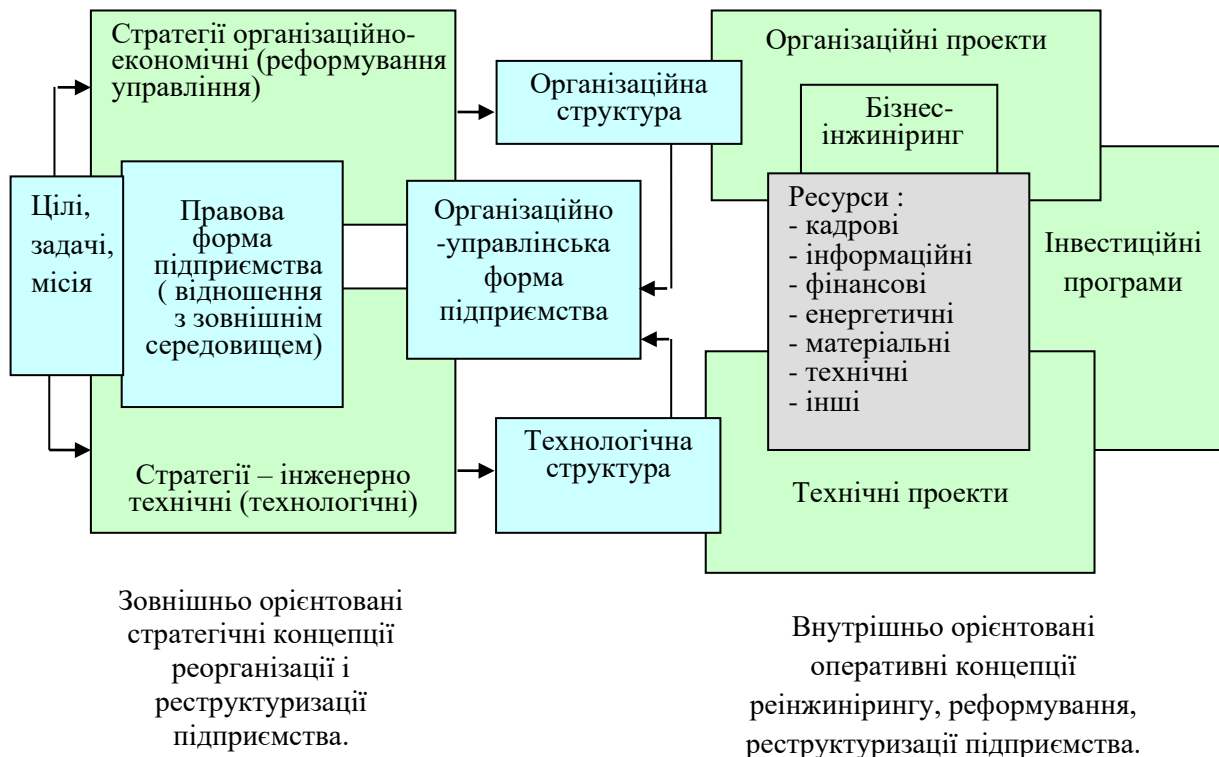 Стратегії організаційно-
економічні (реформування
управління)
Організаційні проекти
Організаційна
структура
Бізнес-
інжиніринг
Цілі,
задачі,
місія
Правова
форма
підприємства
( відношення
з зовнішнім
середовищем)
Організаційно
-управлінська
форма
підприємства
Ресурси :
- кадрові
- інформаційні
- фінансові
- енергетичні
- матеріальні
- технічні
- інші
Інвестиційні
програми
Стратегії – інженерно
технічні (технологічні)
Технологічна
структура
Технічні проекти
Зовнішньо орієнтовані
стратегічні концепції
реорганізації і
реструктуризації
підприємства.
Внутрішньо орієнтовані
оперативні концепції
реінжинірингу, реформування,
реструктуризації підприємства.